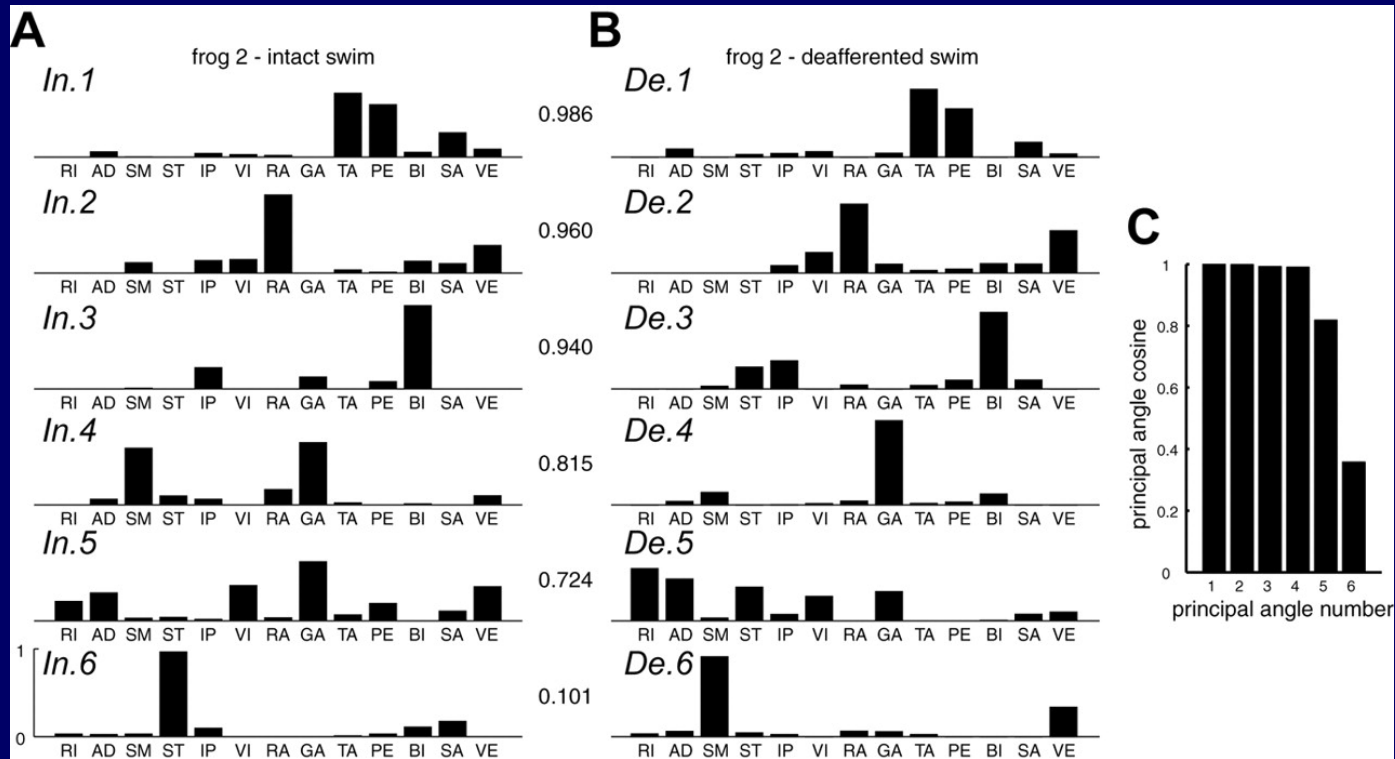 A
frog 2 - intact swim
In.1
RI AD SM ST IP VI RA GA TA PE BI SA VE
In.2
RI AD SM ST IP VI RA GA TA PE BI SA VE
In.3
RI AD SM ST IP VI RA GA TA PE BI SA VE
In.4
RI AD SM ST IP VI RA GA TA PE BI SA VE
In.5
RI AD SM ST IP VI RA GA TA PE BI SA VE
1
In.6
0
RI AD SM ST IP VI RA GA TA PE BI SA VE
0.986
0.960
0.940
0.815
0.724
0.101
B
frog 2 - deafferented swim
De.1
RI AD SM ST IP VI RA GA TA PE BI SA VE
De.2
RI AD SM ST IP VI RA GA TA PE BI SA VE
De.3
RI AD SM ST IP VI RA GA TA PE BI SA VE
De.4
RI AD SM ST IP VI RA GA TA PE BI SA VE
De.5
RI AD SM ST IP VI RA GA TA PE BI SA VE
De.6
RI AD SM ST IP VI RA GA TA PE BI SA VE
C
principal angle cosine
1
0.8
0.6
0.4
0.2
0
1 2 3 4 5 6
principal angle number